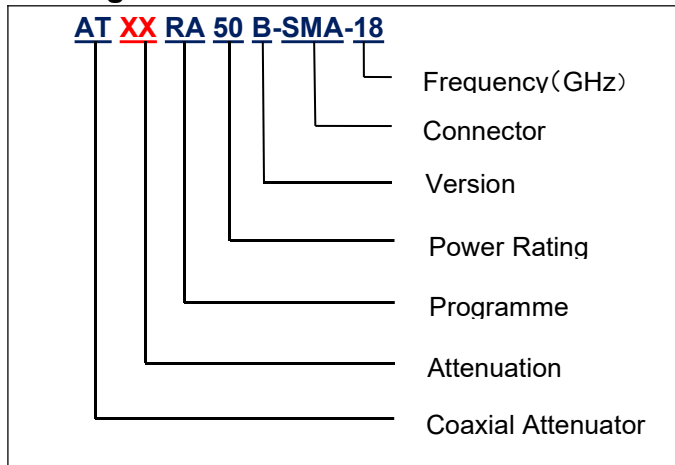 AT XX RA 50 B-SMA-18
Frequency（GHz）
Connector
Version
Power Rating
Programme
Attenuation
Coaxial Attenuator